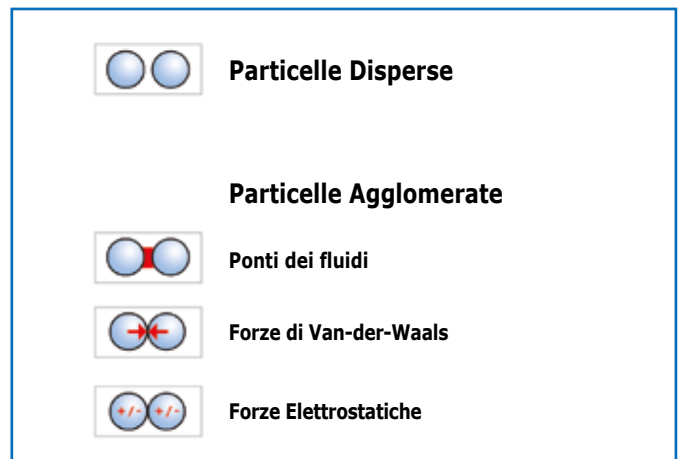 Particelle Disperse
Particelle Agglomerate
Ponti dei fluidi
Forze di Van-der-Waals
+/- +/-
Forze Elettrostatiche